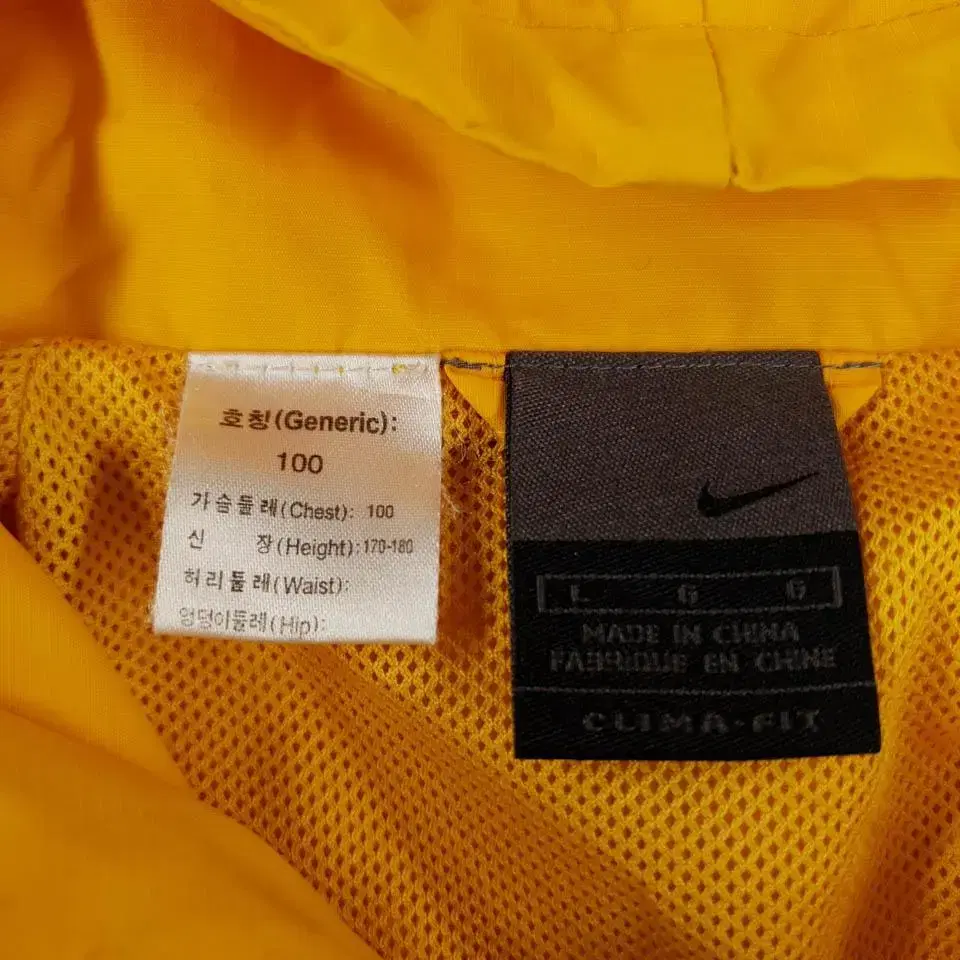 호칭(Generic):
100
가슴둘레(Chest): 100
신 장(Height):170-180
허리둘레(Waist):
엉덩이둘레(Hip):
L G G
MADE IN CHINA
FABRIQUE EN CHINE
CLIMA-FIT